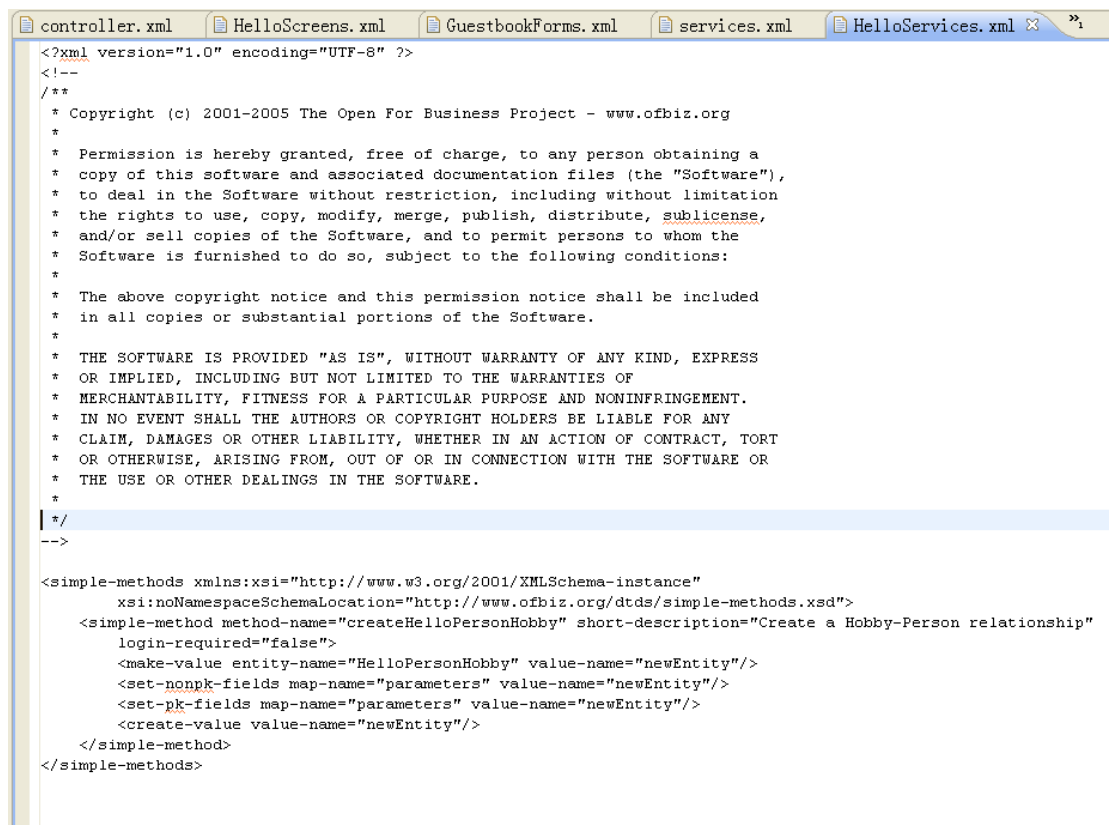 controller.xml HelloScreens.xml GuestbookForms.xml services.xml HelloServices.xml »1
<?xml version="1.0" encoding="UTF-8" ?>
<!--
/**
 * Copyright (c) 2001-2005 The Open For Business Project - www.ofbiz.org
 *
 *  Permission is hereby granted, free of charge, to any person obtaining a
 *  copy of this software and associated documentation files (the "Software"),
 *  to deal in the Software without restriction, including without limitation
 *  the rights to use, copy, modify, merge, publish, distribute, sublicense,
 *  and/or sell copies of the Software, and to permit persons to whom the
 *  Software is furnished to do so, subject to the following conditions:
 *
 *  The above copyright notice and this permission notice shall be included
 *  in all copies or substantial portions of the Software.
 *
 *  THE SOFTWARE IS PROVIDED "AS IS", WITHOUT WARRANTY OF ANY KIND, EXPRESS
 *  OR IMPLIED, INCLUDING BUT NOT LIMITED TO THE WARRANTIES OF
 *  MERCHANTABILITY, FITNESS FOR A PARTICULAR PURPOSE AND NONINFRINGEMENT.
 *  IN NO EVENT SHALL THE AUTHORS OR COPYRIGHT HOLDERS BE LIABLE FOR ANY
 *  CLAIM, DAMAGES OR OTHER LIABILITY, WHETHER IN AN ACTION OF CONTRACT, TORT
 *  OR OTHERWISE, ARISING FROM, OUT OF OR IN CONNECTION WITH THE SOFTWARE OR
 *  THE USE OR OTHER DEALINGS IN THE SOFTWARE.
 *
 */
-->
<simple-methods xmlns:xsi="http://www.w3.org/2001/XMLSchema-instance"
        xsi:noNamespaceSchemaLocation="http://www.ofbiz.org/dtds/simple-methods.xsd">
    <simple-method method-name="createHelloPersonHobby" short-description="Create a Hobby-Person relationship"
        login-required="false">
        <make-value entity-name="HelloPersonHobby" value-name="newEntity"/>
        <set-nonpk-fields map-name="parameters" value-name="newEntity"/>
        <set-pk-fields map-name="parameters" value-name="newEntity"/>
        <create-value value-name="newEntity"/>
    </simple-method>
</simple-methods>